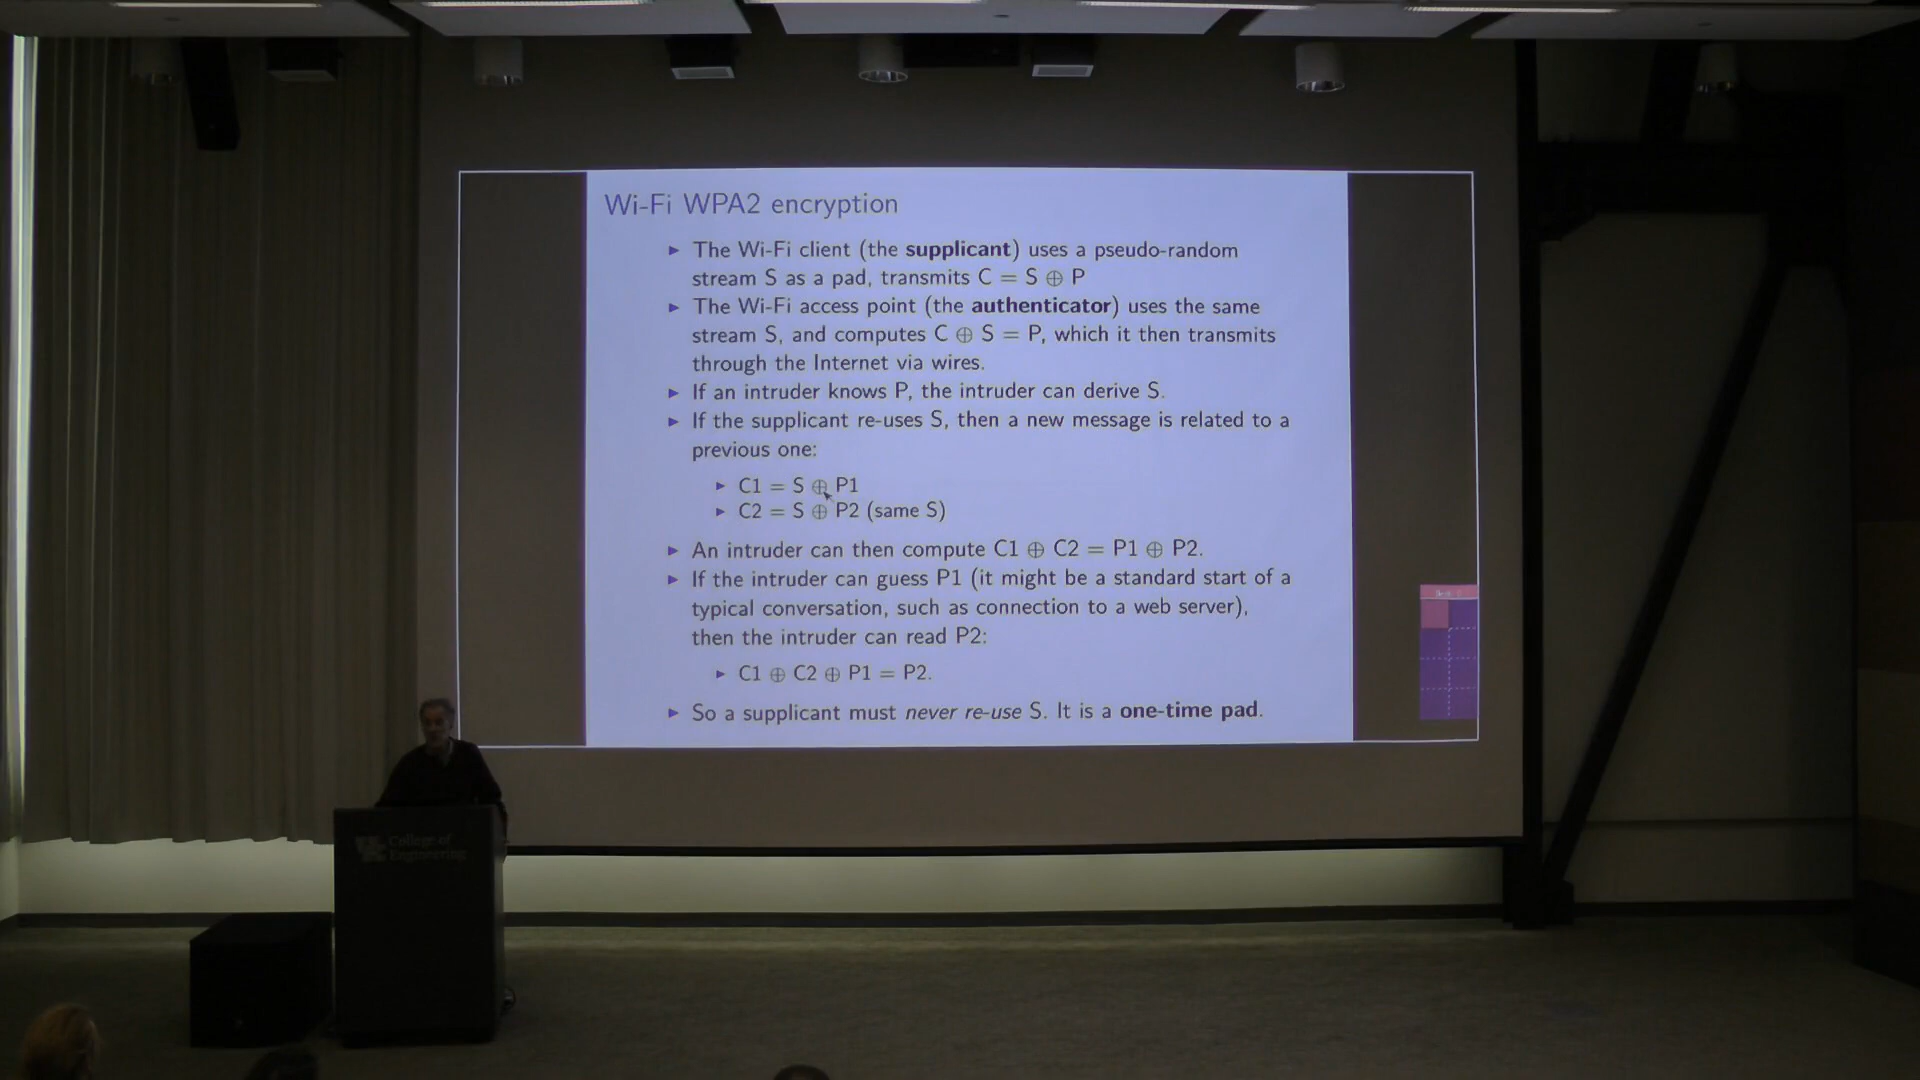 Wi-Fi WPA2 encryption
▸ The Wi-Fi client (the supplicant) uses a pseudo-random
stream S as a pad, transmits C = S ⊕ P
▸ The Wi-Fi access point (the authenticator) uses the same
stream S, and computes C ⊕ S = P, which it then transmits
through the Internet via wires.
▸ If an intruder knows P, the intruder can derive S.
▸ If the supplicant re-uses S, then a new message is related to a
previous one:
▸ C1 = S ⊕ P1
▸ C2 = S ⊕ P2 (same S)
▸ An intruder can then compute C1 ⊕ C2 = P1 ⊕ P2.
▸ If the intruder can guess P1 (it might be a standard start of a
typical conversation, such as connection to a web server),
then the intruder can read P2:
▸ C1 ⊕ C2 ⊕ P1 = P2.
▸ So a supplicant must never re-use S. It is a one-time pad.
College of
Engineering